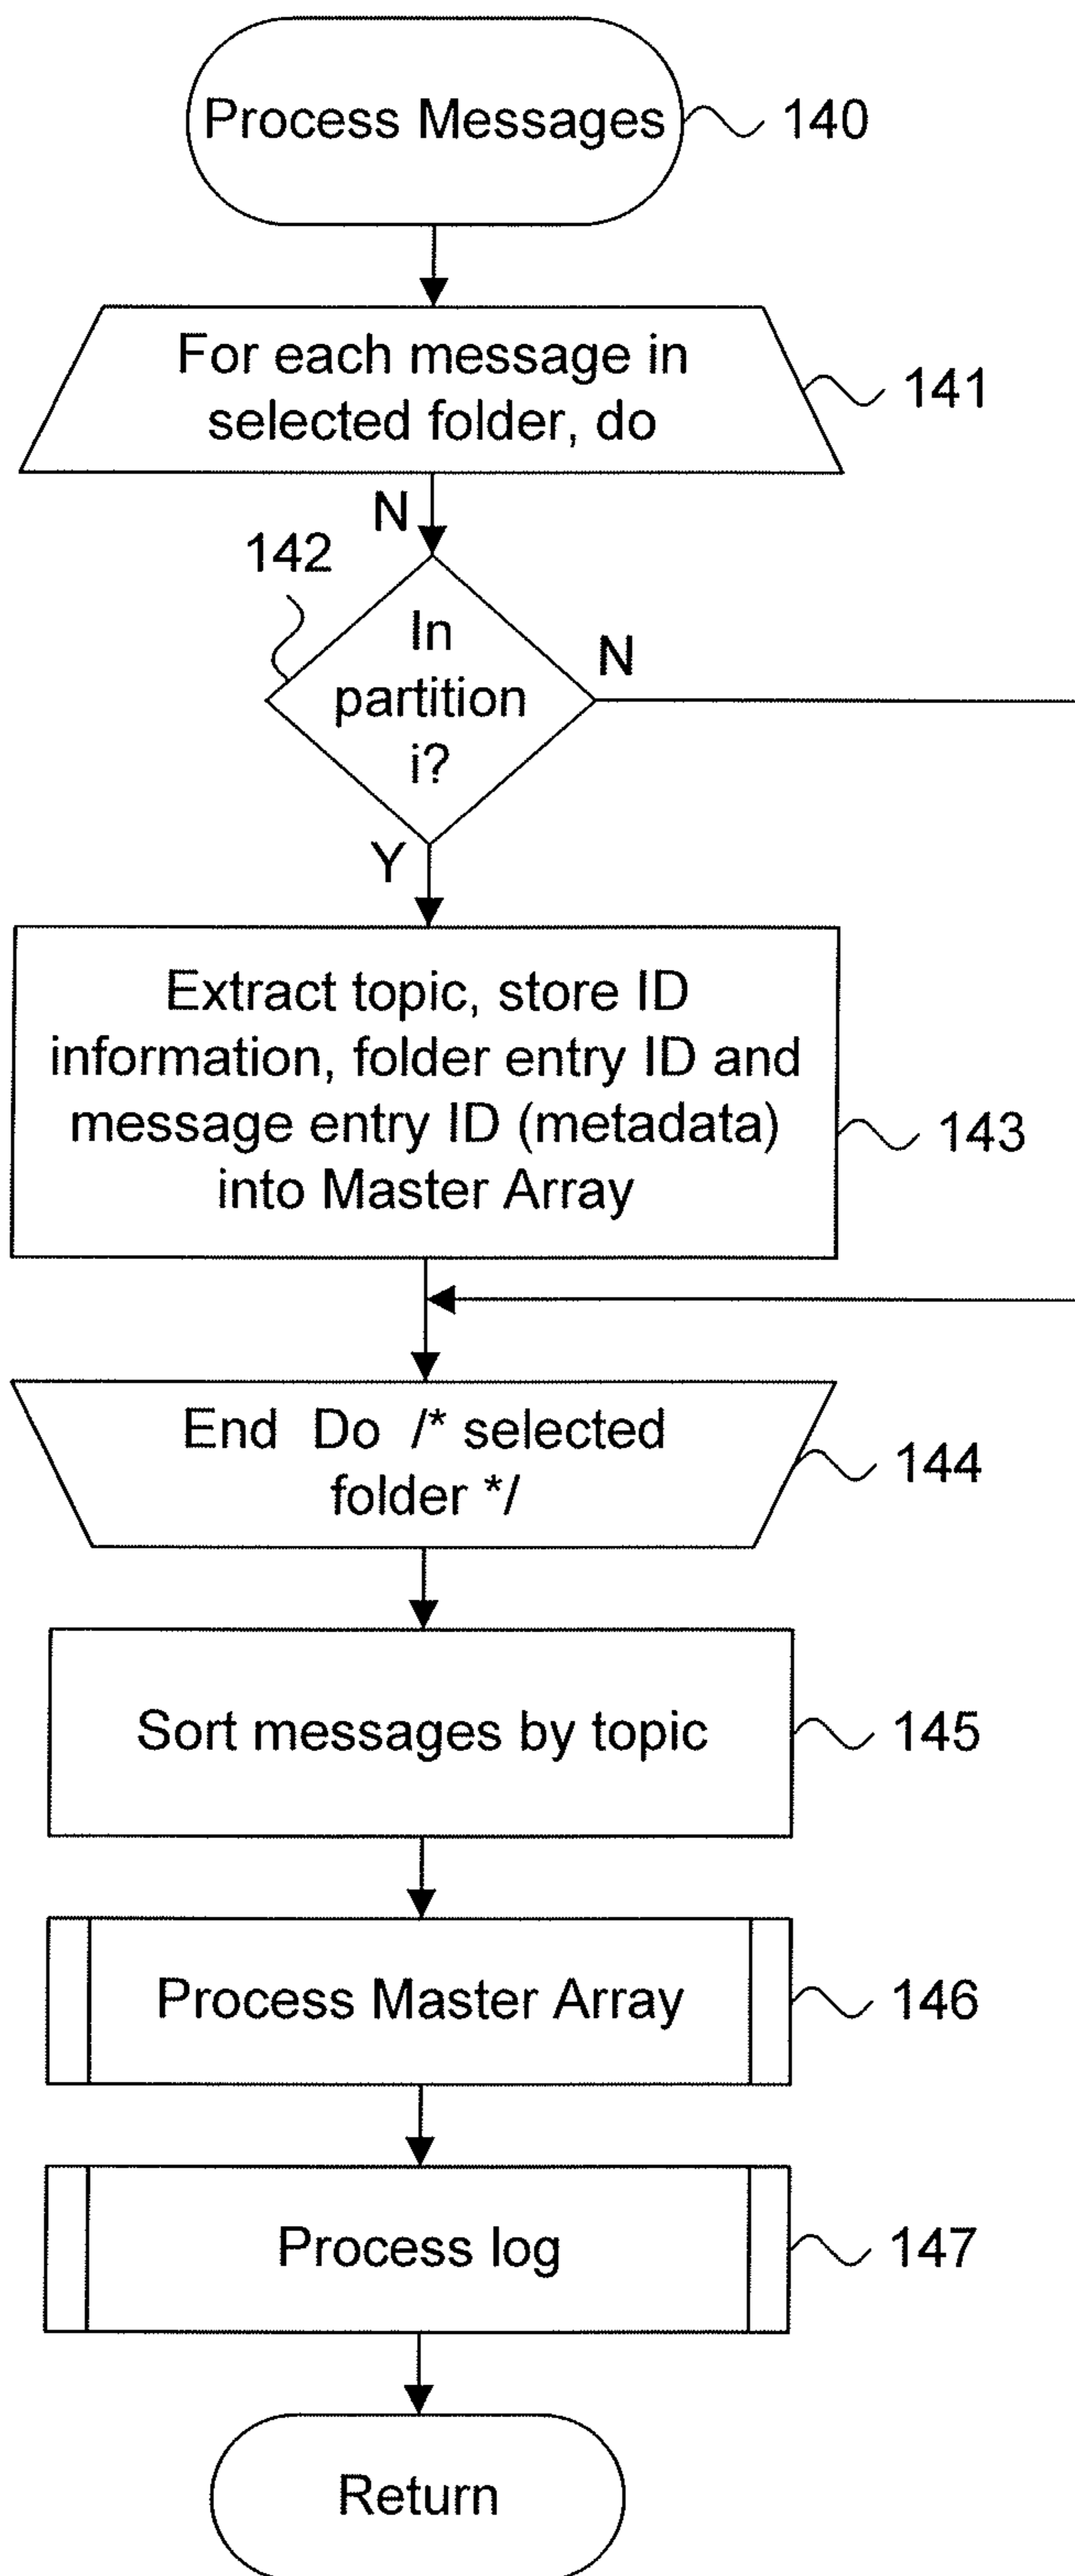 Process Messages
140
For each message in
selected folder, do
141
N
142
In
partition
i?
N
Y
Extract topic, store ID
information, folder entry ID and
message entry ID (metadata)
into Master Array
143
End Do /* selected
folder */
144
Sort messages by topic
145
Process Master Array
146
Process log
147
Return